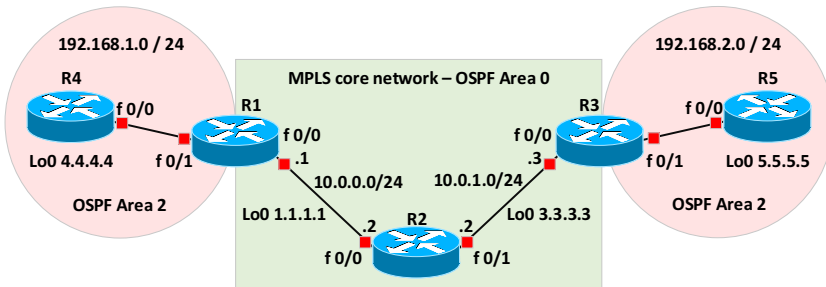 192.168.1.0 / 24
R4
f 0/0
Lo0 4.4.4.4
f 0/1
OSPF Area 2
MPLS core network – OSPF Area 0
R1
f 0/0
.1
10.0.0.0/24
Lo0 1.1.1.1
R2
.2
f 0/0
.2
f 0/1
R3
f 0/0
.3
10.0.1.0/24
Lo0 3.3.3.3
192.168.2.0 / 24
R5
f 0/0
f 0/1
Lo0 5.5.5.5
OSPF Area 2